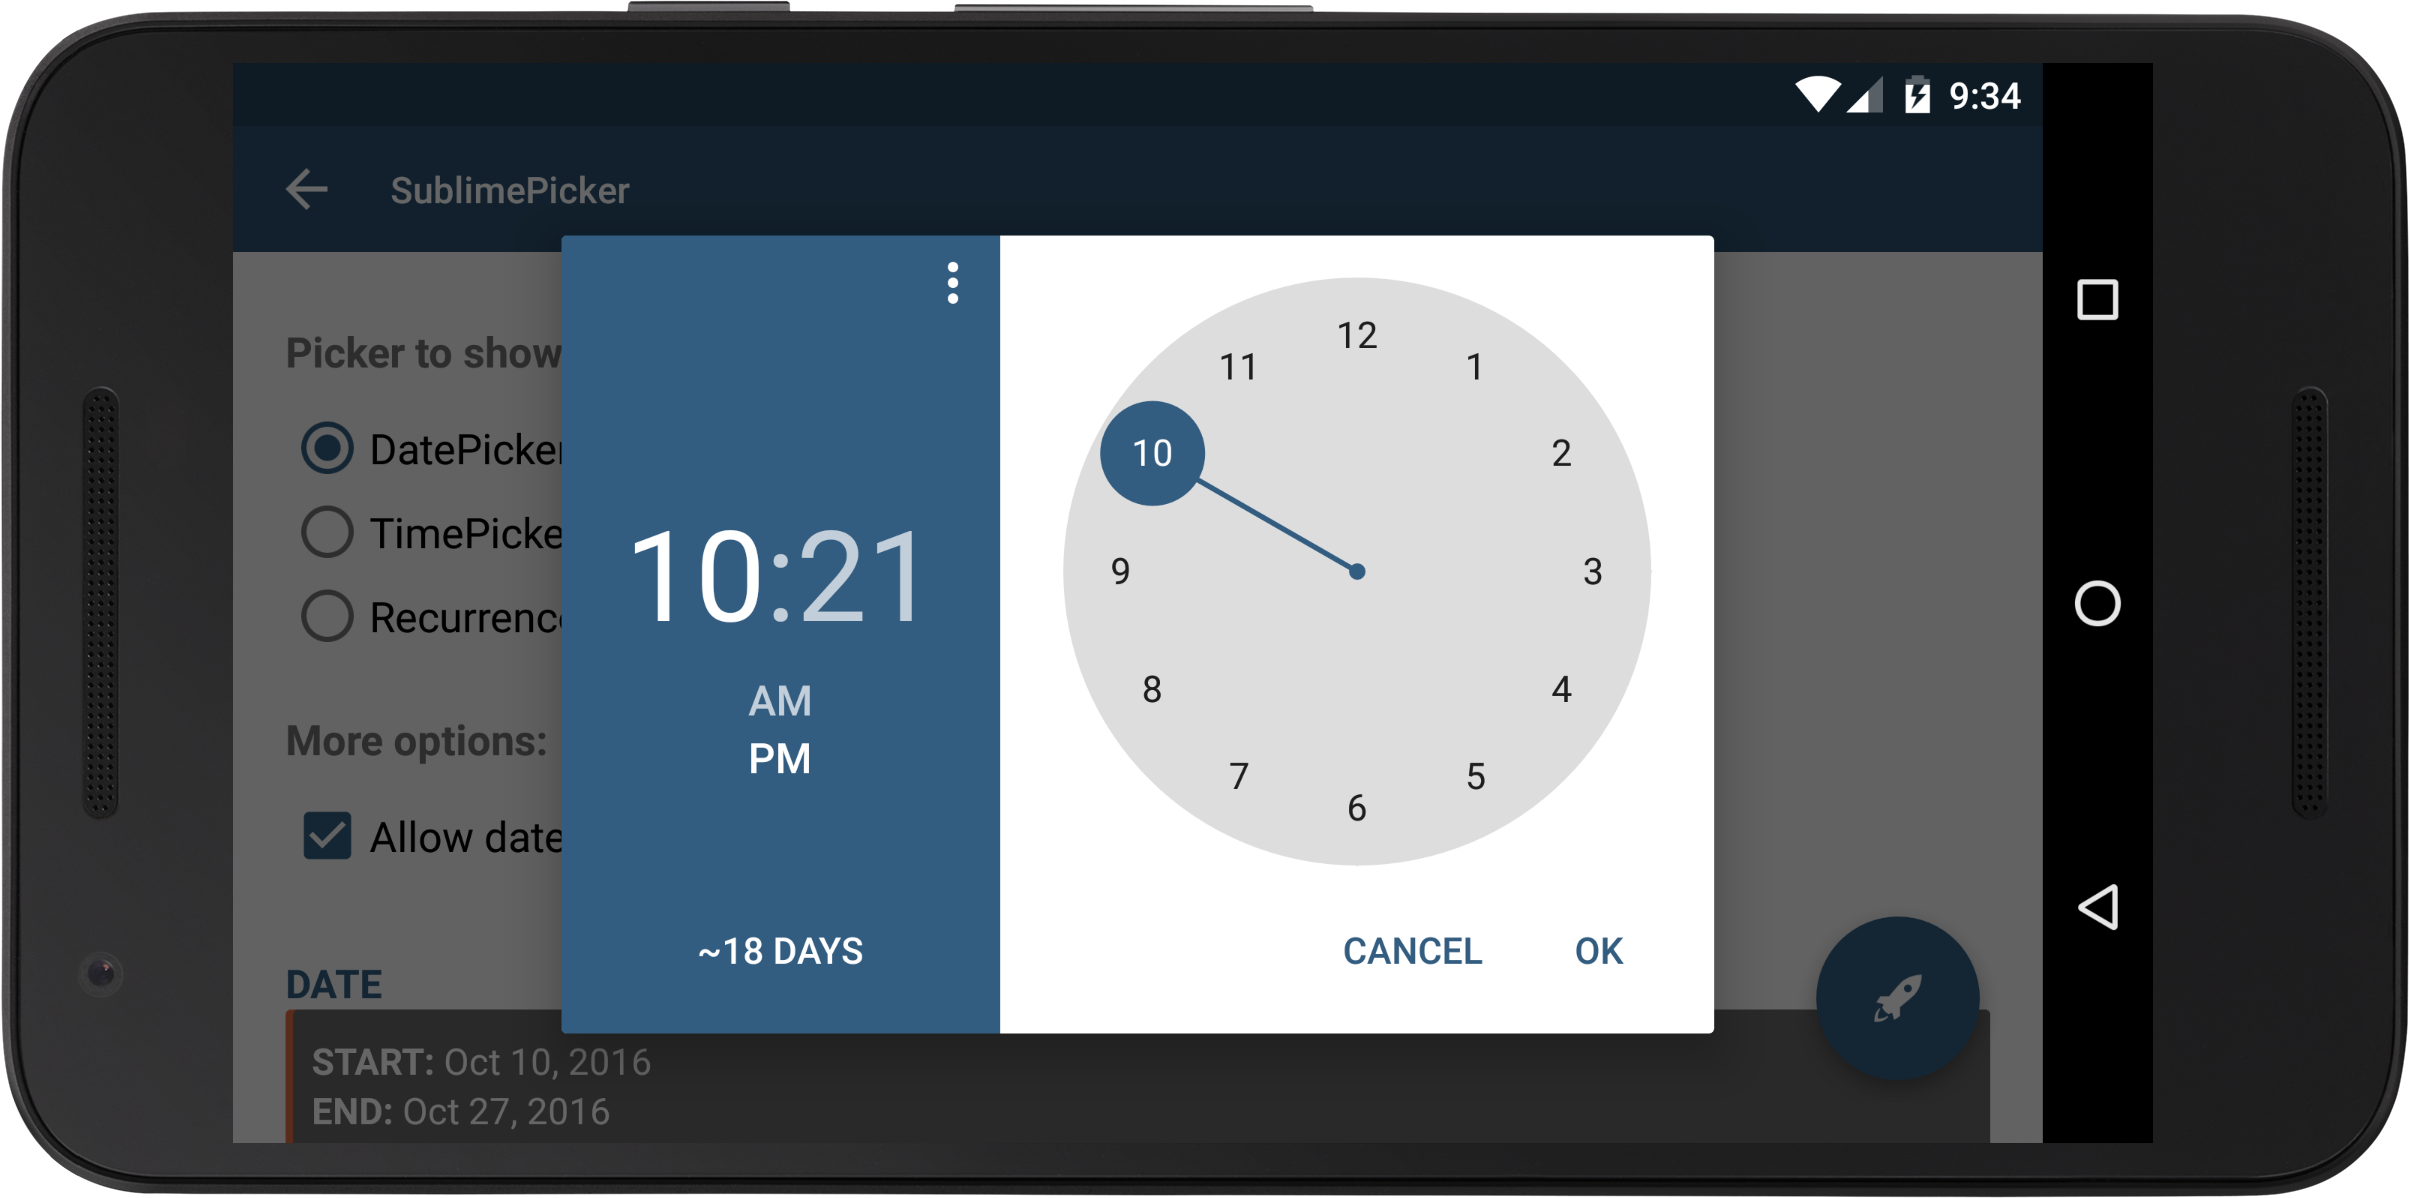 9:34
SublimePicker
Picker to show
DatePicker
TimePicke
Recurrenc
More options:
Allow date
DATE
START: Oct 10, 2016
END: Oct 27, 2016
10:21
AM
PM
~18 DAYS
12
1
2
3
4
5
6
7
8
9
10
11
CANCEL
OK